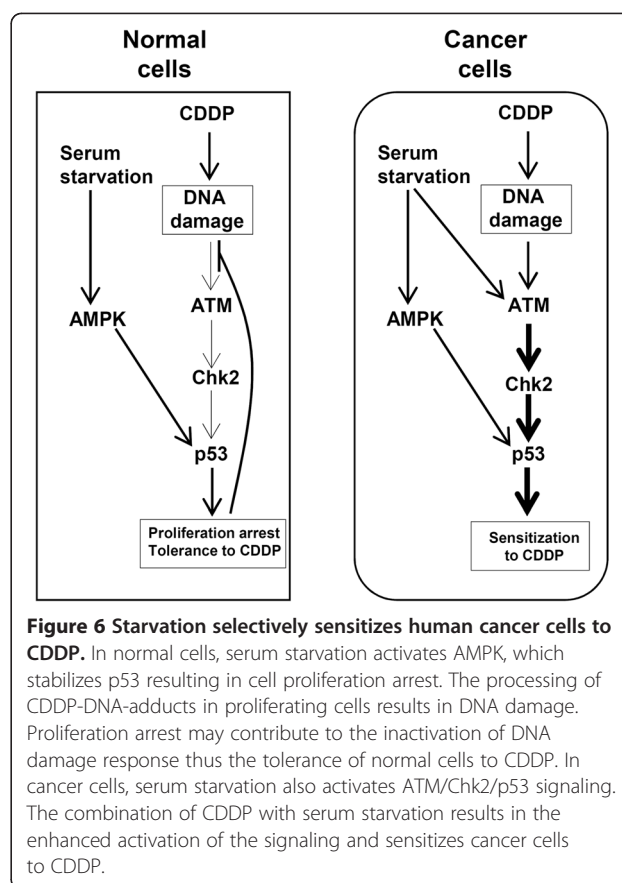 Normal
cells
Cancer
cells
CDDP
Serum
starvation
DNA
damage
ATM
AMPK
Chk2
p53
Proliferation arrest
Tolerance to CDDP
CDDP
Serum
starvation
DNA
damage
ATM
AMPK
Chk2
p53
Sensitization
to CDDP
Figure 6 Starvation selectively sensitizes human cancer cells to
CDDP. In normal cells, serum starvation activates AMPK, which
stabilizes p53 resulting in cell proliferation arrest. The processing of
CDDP-DNA-adducts in proliferating cells results in DNA damage.
Proliferation arrest may contribute to the inactivation of DNA
damage response thus the tolerance of normal cells to CDDP. In
cancer cells, serum starvation also activates ATM/Chk2/p53 signaling.
The combination of CDDP with serum starvation results in the
enhanced activation of the signaling and sensitizes cancer cells
to CDDP.